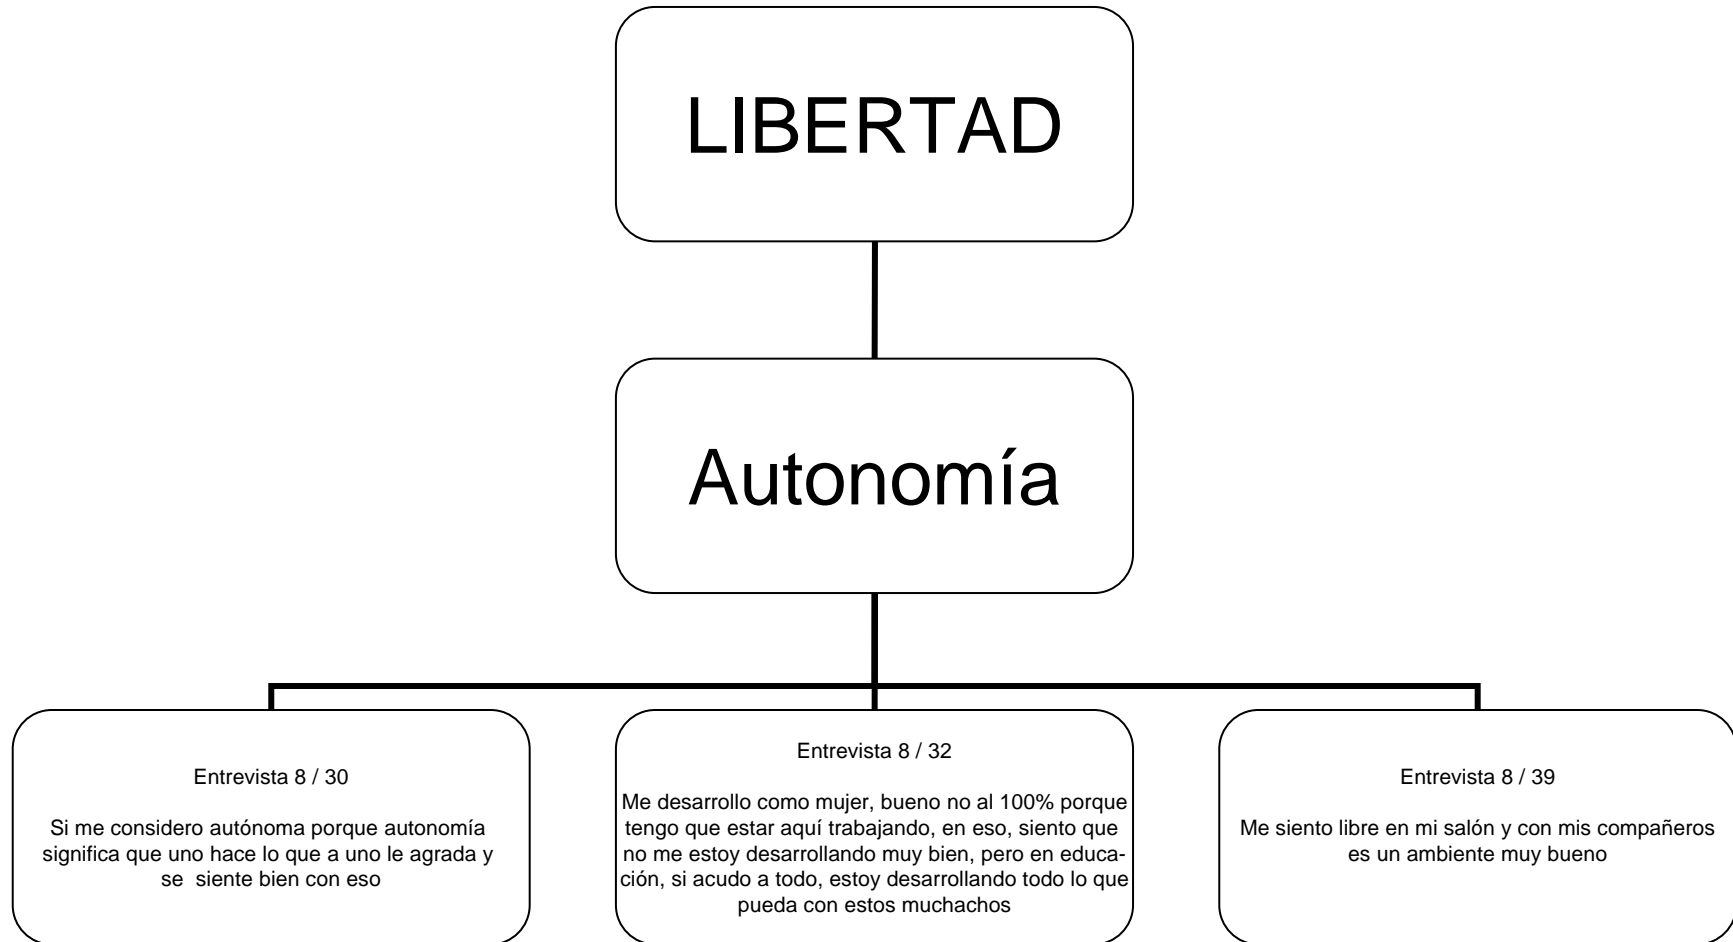 LIBERTAD
Autonomía
Entrevista 8 / 30
Si me considero autónoma porque autonomía
significa que uno hace lo que a uno le agrada y
se  siente bien con eso
Entrevista 8 / 32
Me desarrollo como mujer, bueno no al 100% porque
tengo que estar aquí trabajando, en eso, siento que
no me estoy desarrollando muy bien, pero en educa-
ción, si acudo a todo, estoy desarrollando todo lo que
pueda con estos muchachos
Entrevista 8 / 39
Me siento libre en mi salón y con mis compañeros
es un ambiente muy bueno